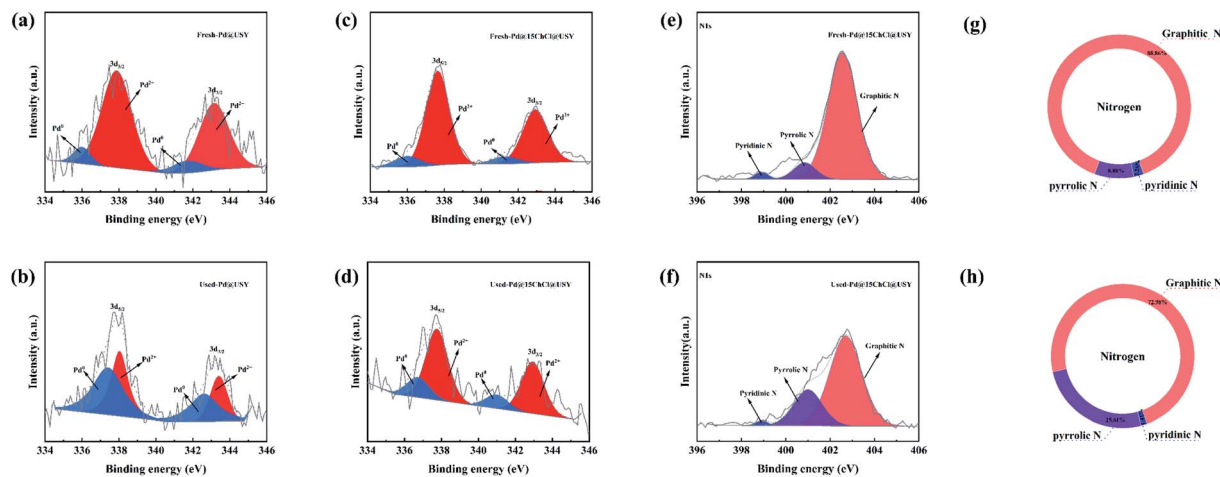 (a)
Fresh-Pd@USY
3d5/2
Pd2+
3d3/2
Pd2+
Pd0
Pd0
Intensity (a.u.)
334 336 338 340 342 344 346
Binding energy (eV)
(c)
Fresh-Pd@15ChCl@USY
3d5/2
Pd2+
3d3/2
Pd2+
Pd0
Pd0
Intensity (a.u.)
334 336 338 340 342 344 346
Binding energy (eV)
(e)
N1s
Fresh-Pd@15ChCl@USY
Graphitic N
Pyrrolic N
Pyridinic N
Intensity (a.u.)
396 398 400 402 404 406
Binding energy (eV)
(g)
Graphitic N
88.86%
Nitrogen
pyrrolic N
pyridinic N
(b)
Used-Pd@USY
3d5/2
3d3/2
Pd0
Pd2+
Pd0
Pd2+
Intensity (a.u.)
334 336 338 340 342 344 346
Binding energy (eV)
(d)
Used-Pd@15ChCl@USY
3d5/2
Pd0
Pd2+
3d3/2
Pd0
Pd2+
Intensity (a.u.)
334 336 338 340 342 344 346
Binding energy (eV)
(f)
N1s
Used-Pd@15ChCl@USY
Graphitic N
Pyrrolic N
Pyridinic N
Intensity(a.u.)
396 398 400 402 404 406
Binding energy (eV)
(h)
Graphitic N
Nitrogen
pyrrolic N
pyridinic N